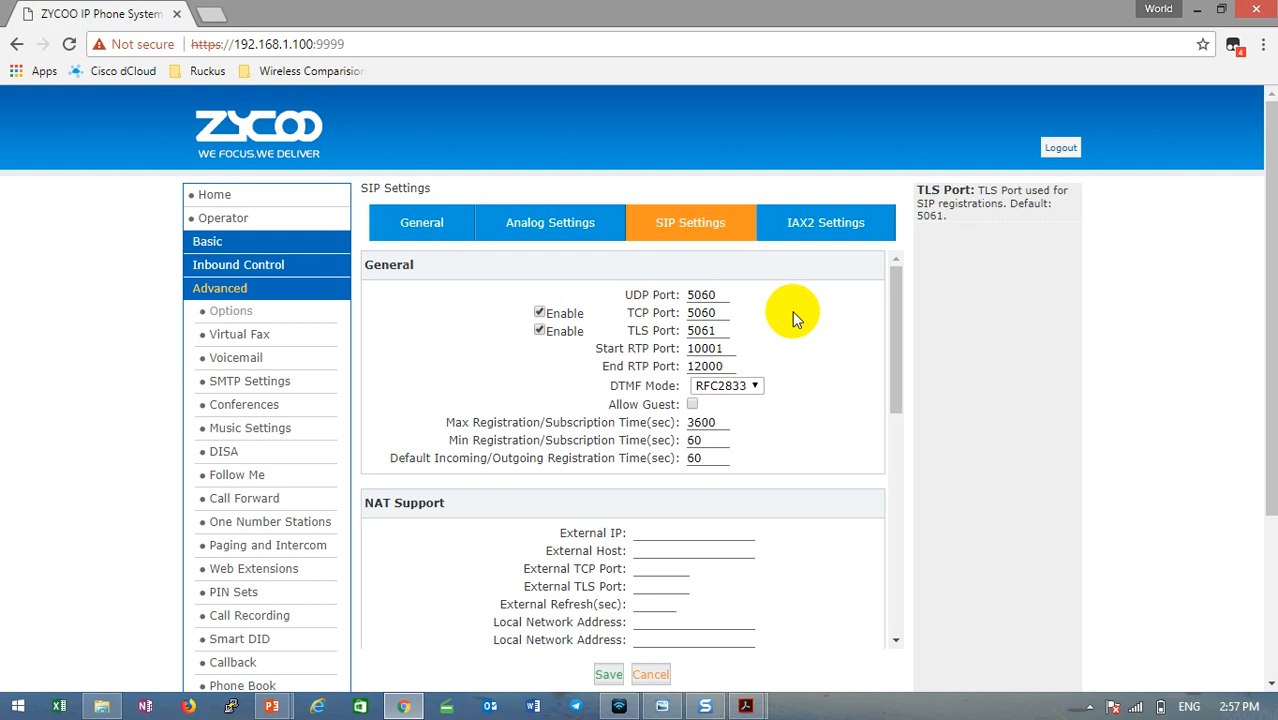 ZYCOO IP Phone System
World
Not secure
https://192.168.1.100:9999
4
Apps
Cisco dCloud
Ruckus
Wireless Comparision
ZYCOO
WE FOCUS.WE DELIVER
Logout
Home
Operator
Basic
Inbound Control
Advanced
Options
Virtual Fax
Voicemail
SMTP Settings
Conferences
Music Settings
DISA
Follow Me
Call Forward
One Number Stations
Paging and Intercom
Web Extensions
PIN Sets
Call Recording
Smart DID
Callback
Phone Book
SIP Settings
General
Analog Settings
SIP Settings
IAX2 Settings
General
UDP Port: 5060
Enable TCP Port: 5060
Enable TLS Port: 5061
Start RTP Port: 10001
End RTP Port: 12000
DTMF Mode: RFC2833
Allow Guest:
Max Registration/Subscription Time(sec): 3600
Min Registration/Subscription Time(sec): 60
Default Incoming/Outgoing Registration Time(sec): 60
NAT Support
External IP:
External Host:
External TCP Port:
External TLS Port:
External Refresh(sec):
Local Network Address:
Local Network Address:
Save
Cancel
TLS Port: TLS Port used for
SIP registrations. Default:
5061.
ENG
2:57 PM